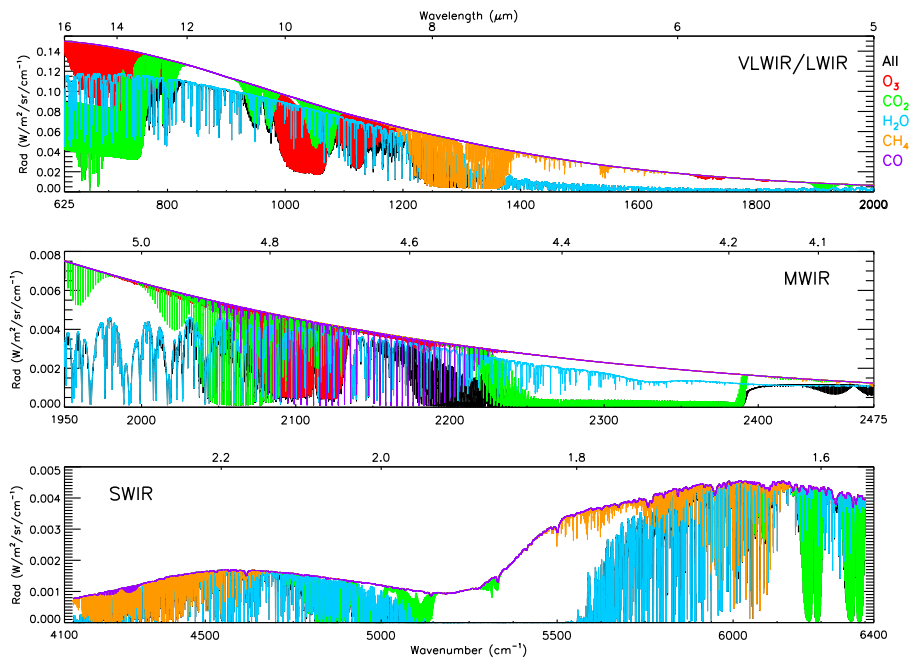 Wavelength (μm)
16 14 12 10 8 6 5
VLWIR/LWIR
All
O₃
CO₂
H₂O
CH₄
CO
Rad (W/m²/sr/cm⁻¹)
0.14
0.12
0.10
0.08
0.06
0.04
0.02
0.00
625 800 1000 1200 1400 1600 1800 2000
5.0 4.8 4.6 4.4 4.2 4.1
MWIR
Rad (W/m²/sr/cm⁻¹)
0.008
0.006
0.004
0.002
0.000
1950 2000 2100 2200 2300 2400 2475
2.2 2.0 1.8 1.6
SWIR
Rad (W/m²/sr/cm⁻¹)
0.005
0.004
0.003
0.002
0.001
0.000
4100 4500 5000 5500 6000 6400
Wavenumber (cm⁻¹)